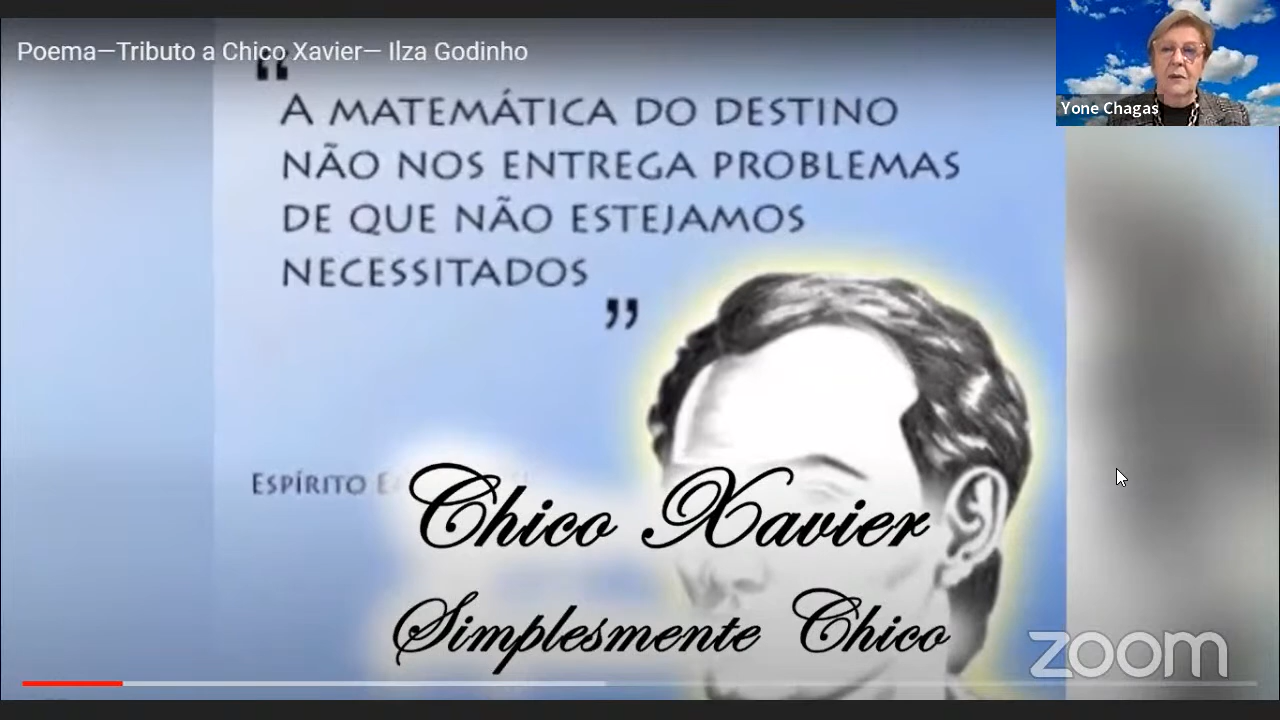 Poema—Tributo a Chico Xavier— Ilza Godinho
Yone Chagas
“
A MATEMÁTICA DO DESTINO
NÃO NOS ENTREGA PROBLEMAS
DE QUE NÃO ESTEJAMOS
NECESSITADOS
”
ESPÍRITO
Chico Xavier
Simplesmente Chico
zoom